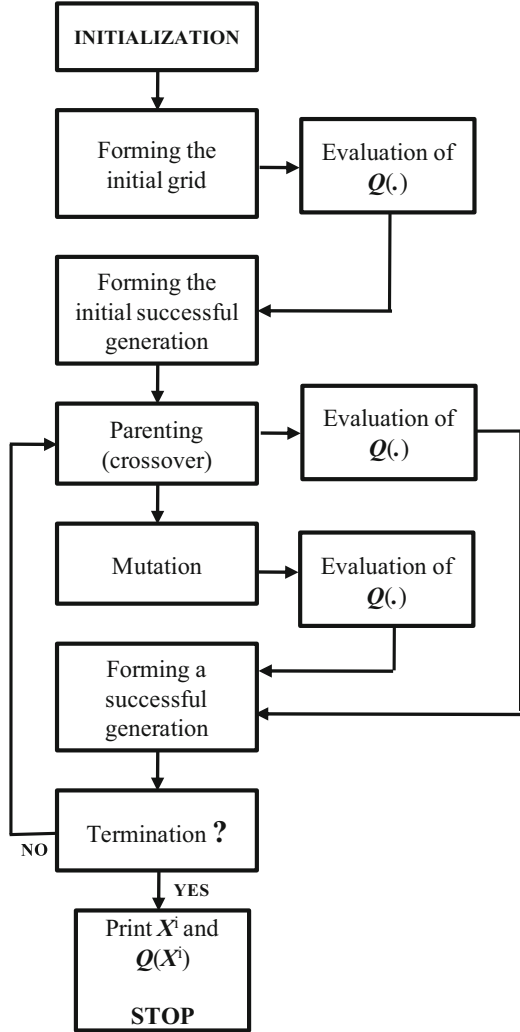 INITIALIZATION
Forming the
initial grid
Evaluation of
Q(.)
Forming the
initial successful
generation
Parenting
(crossover)
Evaluation of
Q(.)
Mutation
Evaluation of
Q(.)
Forming a
successful
generation
Termination ?
NO
YES
Print Xⁱ and
Q(Xⁱ)
STOP